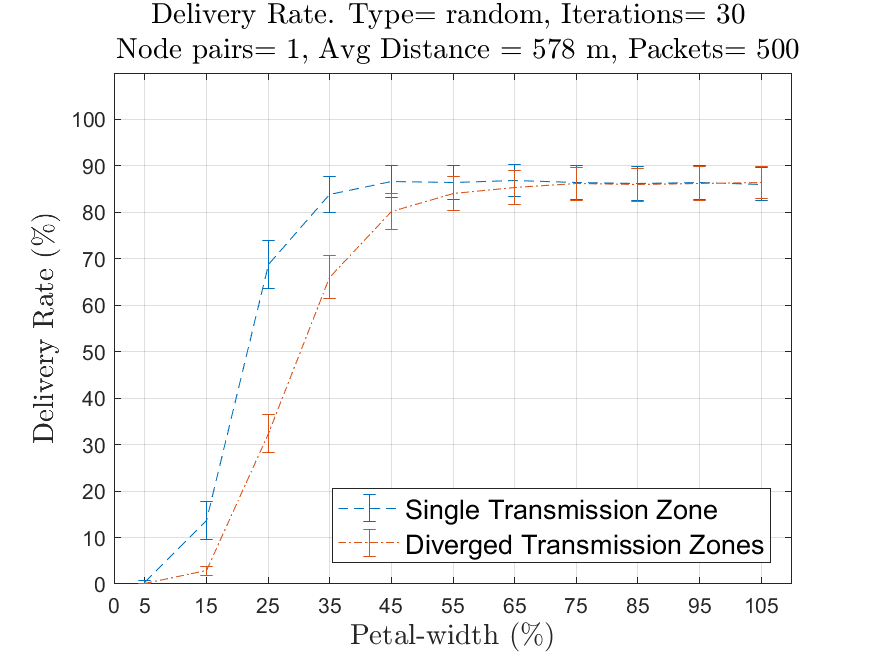 Delivery Rate. Type= random, Iterations= 30
Node pairs= 1, Avg Distance = 578 m, Packets= 500
Delivery Rate (%)
100
90
80
70
60
50
40
30
20
10
0
Single Transmission Zone
Diverged Transmission Zones
0 5 15 25 35 45 55 65 75 85 95 105
Petal-width (%)